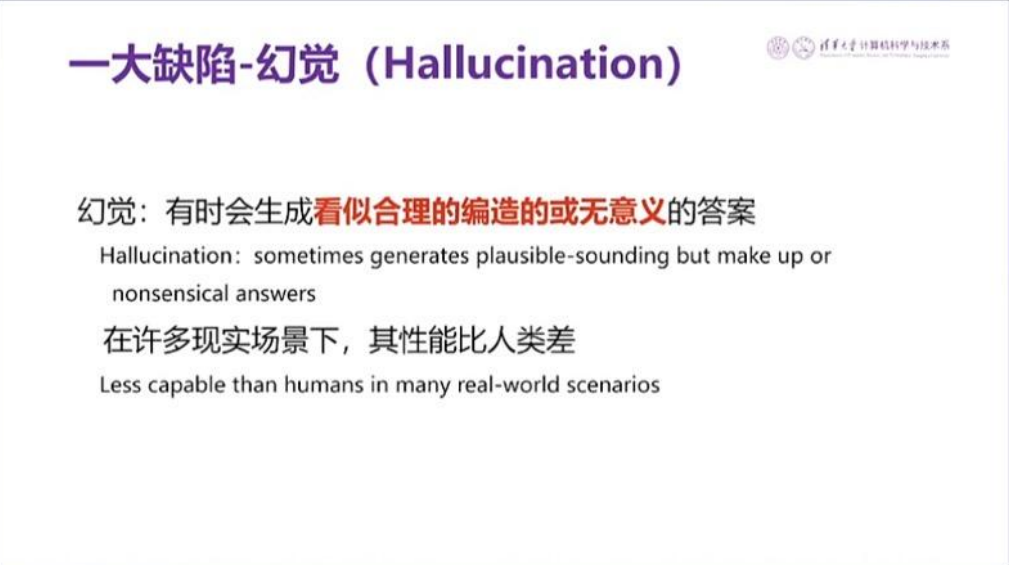 一大缺陷-幻觉（Hallucination）
清华大学计算机科学与技术系
幻觉：有时会生成看似合理的编造的或无意义的答案
Hallucination：sometimes generates plausible-sounding but make up or
nonsensical answers
在许多现实场景下，其性能比人类差
Less capable than humans in many real-world scenarios